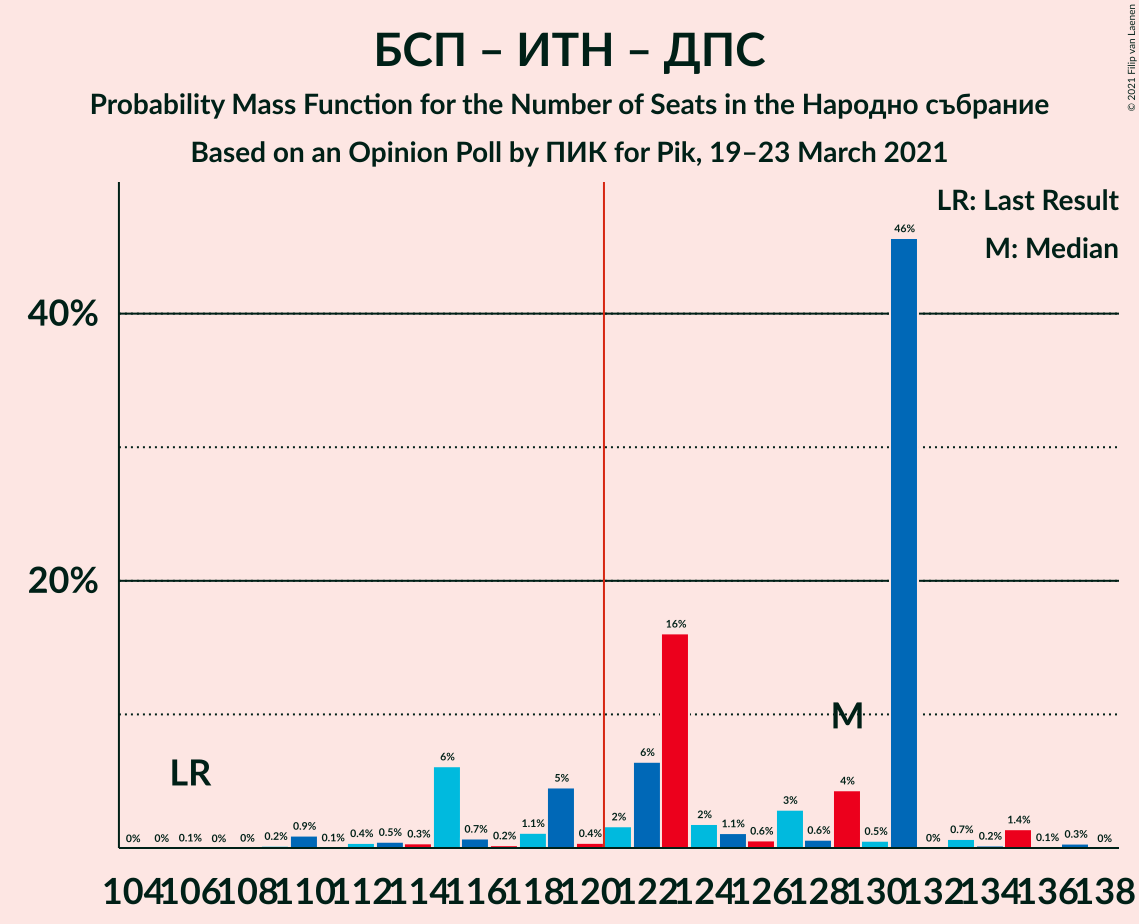 БСП – ИТН – ДПС
Probability Mass Function for the Number of Seats in the Народно събрание
Based on an Opinion Poll by ПИК for Pik, 19–23 March 2021
© 2021 Filip van Laenen
LR: Last Result
M: Median
46%
40%
20%
16%
M
LR
6% 5% 6% 4%
0% 0% 0.1% 0% 0% 0.2% 0.9% 0.1% 0.4% 0.5% 0.3% 0.7% 0.2% 1.1% 0.4% 2% 2% 1.1% 0.6% 3% 0.6% 0.5% 0% 0.7% 0.2% 1.4% 0.1% 0.3% 0%
104 106 108 110 112 114 116 118 120 122 124 126 128 130 132 134 136 138